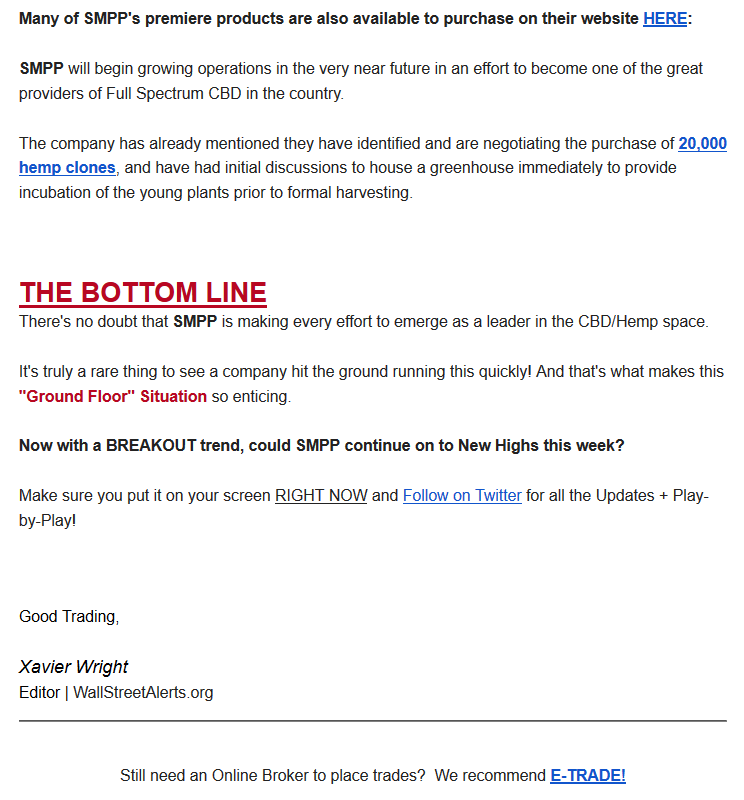 Many of SMPP's premiere products are also available to purchase on their website HERE:
SMPP will begin growing operations in the very near future in an effort to become one of the great
providers of Full Spectrum CBD in the country.
The company has already mentioned they have identified and are negotiating the purchase of 20,000
hemp clones, and have had initial discussions to house a greenhouse immediately to provide
incubation of the young plants prior to formal harvesting.
THE BOTTOM LINE
There's no doubt that SMPP is making every effort to emerge as a leader in the CBD/Hemp space.
It's truly a rare thing to see a company hit the ground running this quickly! And that's what makes this
"Ground Floor" Situation so enticing.
Now with a BREAKOUT trend, could SMPP continue on to New Highs this week?
Make sure you put it on your screen RIGHT NOW and Follow on Twitter for all the Updates + Play-
by-Play!
Good Trading,
Xavier Wright
Editor | WallStreetAlerts.org
Still need an Online Broker to place trades?  We recommend E-TRADE!